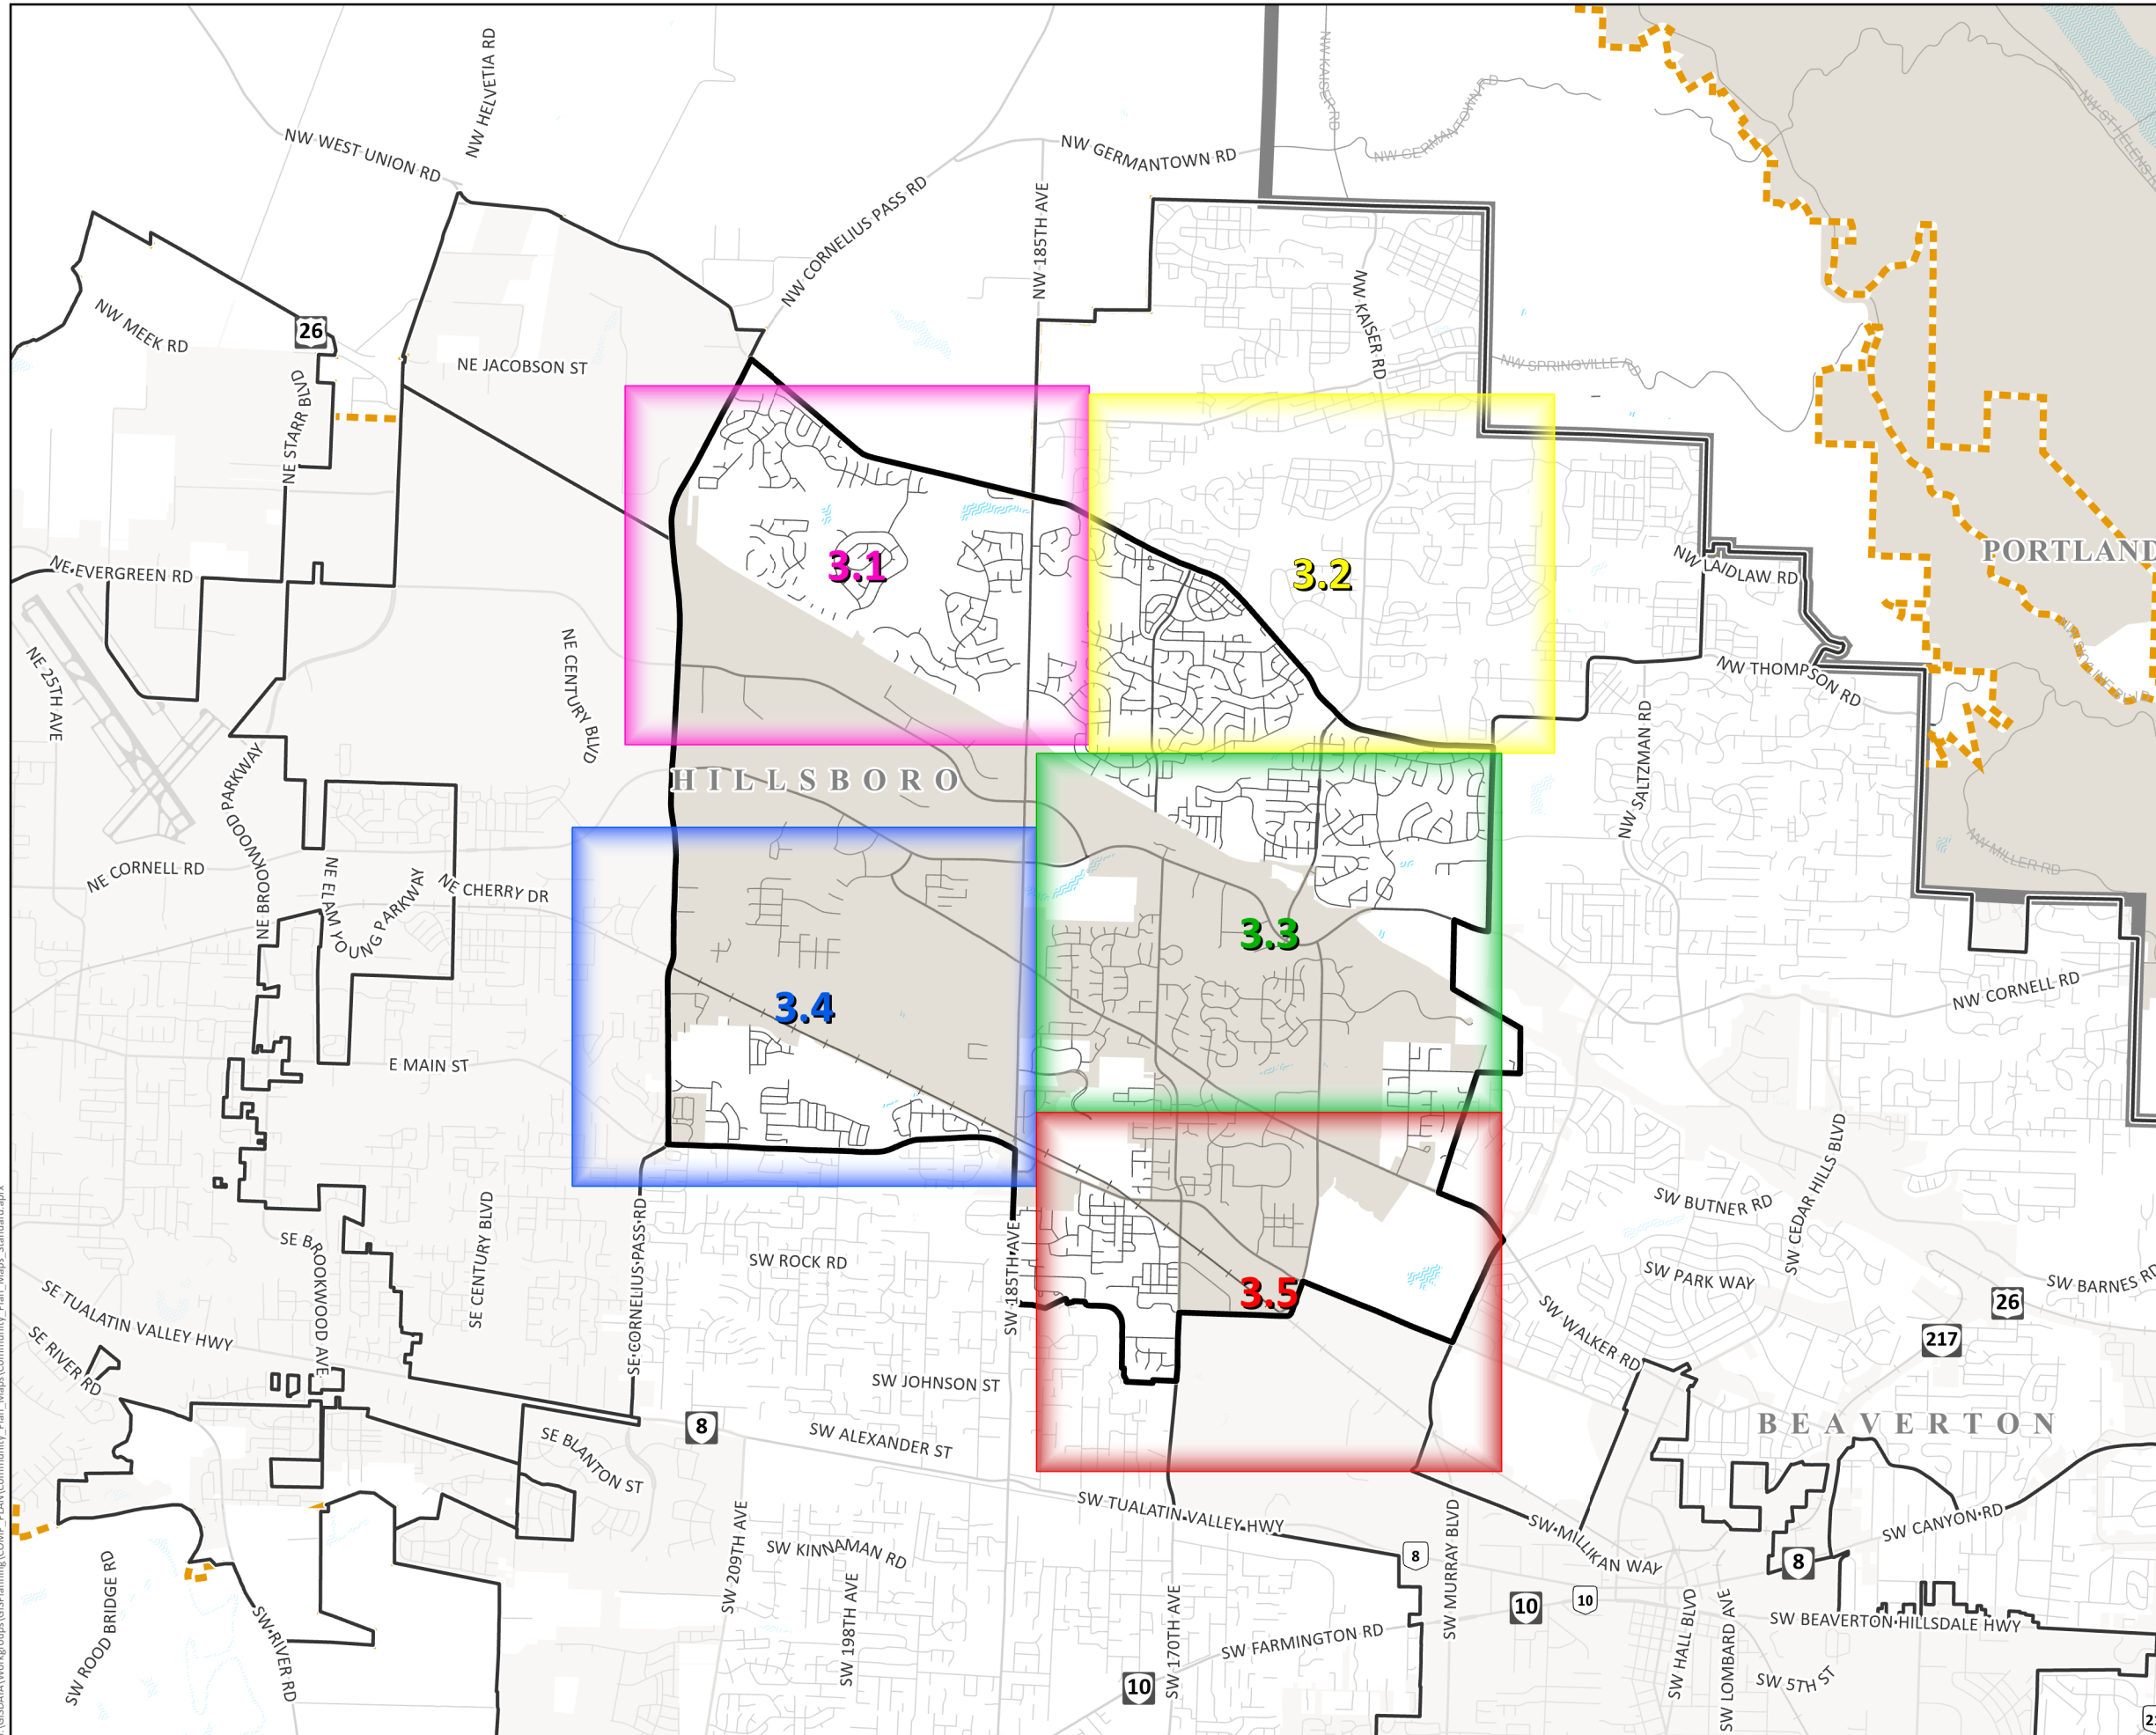 NW HELVETIA RD
NW WEST UNION RD
NW KAISER RD
NW GERMANTOWN RD
NW GERMANTOWN RD
NW CORNELIUS PASS RD
NW 185TH AVE
NW MEEK RD
26
NE JACOBSON ST
NW KAISER RD
NW SPRINGVILLE RD
NE STARR BLVD
PORTLAND
NW LAIDLAW RD
3.1
3.2
NE EVERGREEN RD
NE 25TH AVE
NE CENTURY BLVD
NW THOMPSON RD
NW SALTZMAN RD
HILLSBORO
NE BROOKWOOD PARKWAY
NW MILLER RD
NE CORNELL RD
NE ELAM YOUNG PARKWAY
NE CHERRY DR
3.3
3.4
NW CORNELL RD
E MAIN ST
SW CEDAR HILLS BLVD
SW BUTNER RD
SE BROOKWOOD AVE
SE CENTURY BLVD
SE CORNELIUS PASS RD
SW ROCK RD
SW 185TH AVE
3.5
SW PARK WAY
SW BARNES RD
26
217
SE TUALATIN VALLEY HWY
SE RIVER RD
SW WALKER RD
SW JOHNSON ST
8
SW ALEXANDER ST
SE BLANTON ST
BEAVERTON
SW TUALATIN VALLEY HWY
SW CANYON RD
SW MILLIKAN WAY
SW KINNAMAN RD
SW 209TH AVE
SW 198TH AVE
SW 170TH AVE
8
SW MURRAY BLVD
8
10
10
SW HALL BLVD
SW LOMBARD AVE
SW BEAVERTON HILLSDALE HWY
SW ROOD BRIDGE RD
SW RIVER RD
SW FARMINGTON RD
SW 5TH ST
10